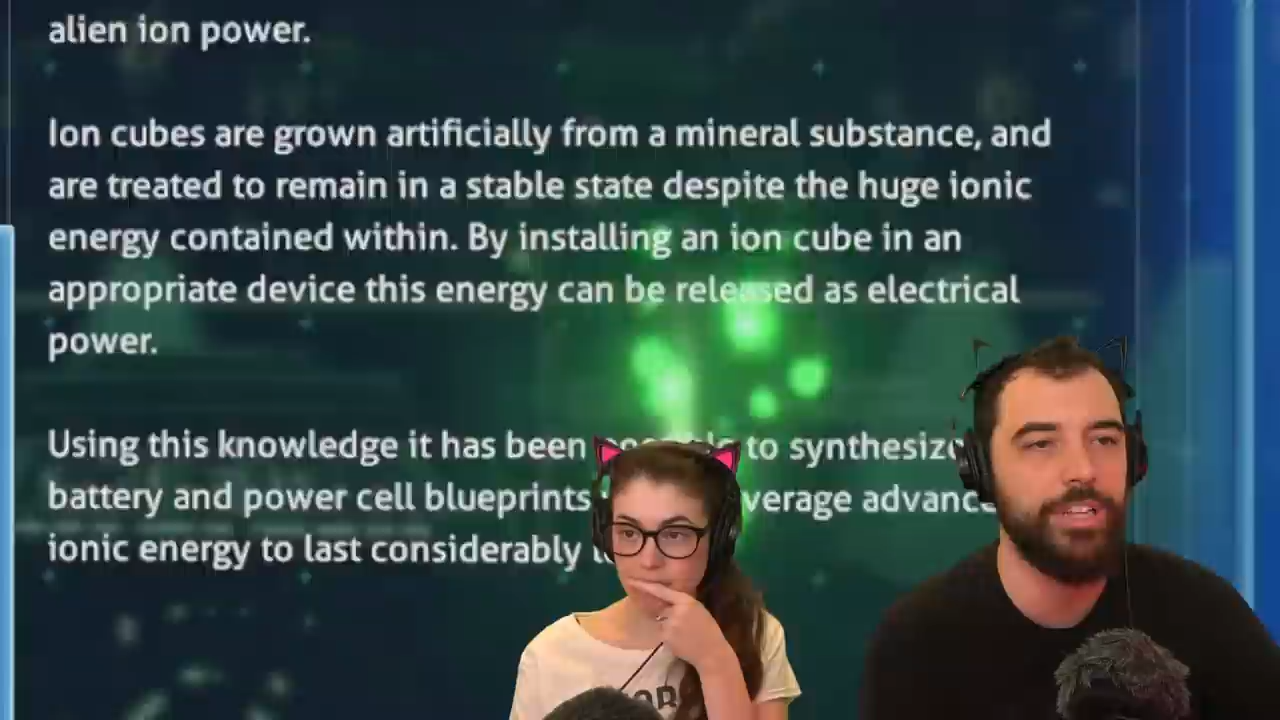 alien ion power.
Ion cubes are grown artificially from a mineral substance, and
are treated to remain in a stable state despite the huge ionic
energy contained within. By installing an ion cube in an
appropriate device this energy can be released as electrical
power.
Using this knowledge it has been to synthesize
battery and power cell blueprints
ionic energy to last considerably